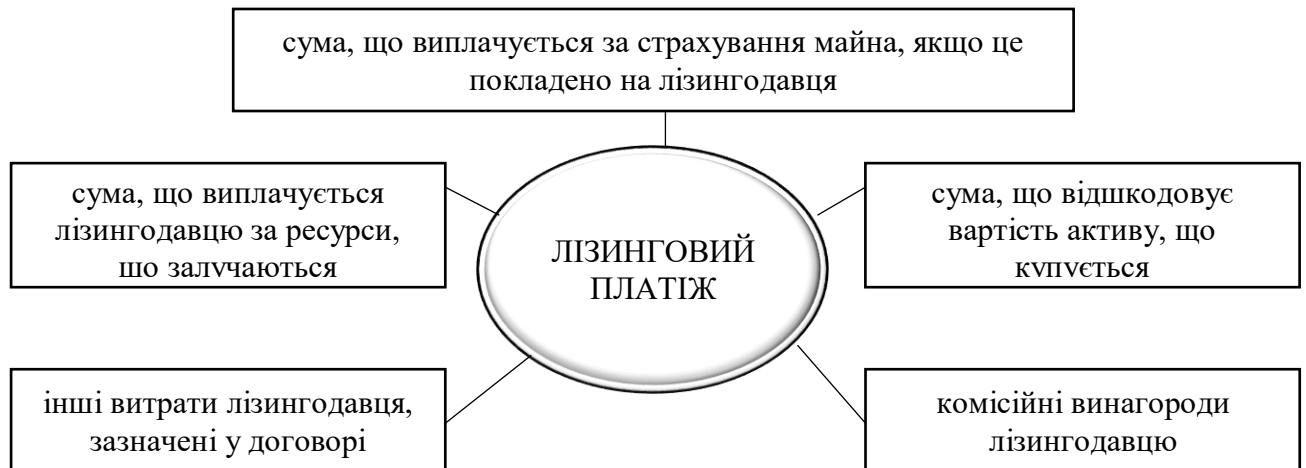 сума, що виплачується за страхування майна, якщо це
покладено на лізингодавця
сума, що виплачується
лізингодавцю за ресурси,
що залучаються
ЛІЗИНГОВИЙ
ПЛАТІЖ
сума, що відшкодовує
вартість активу, що
купується
інші витрати лізингодавця,
зазначені у договорі
комісійні винагороди
лізингодавцю